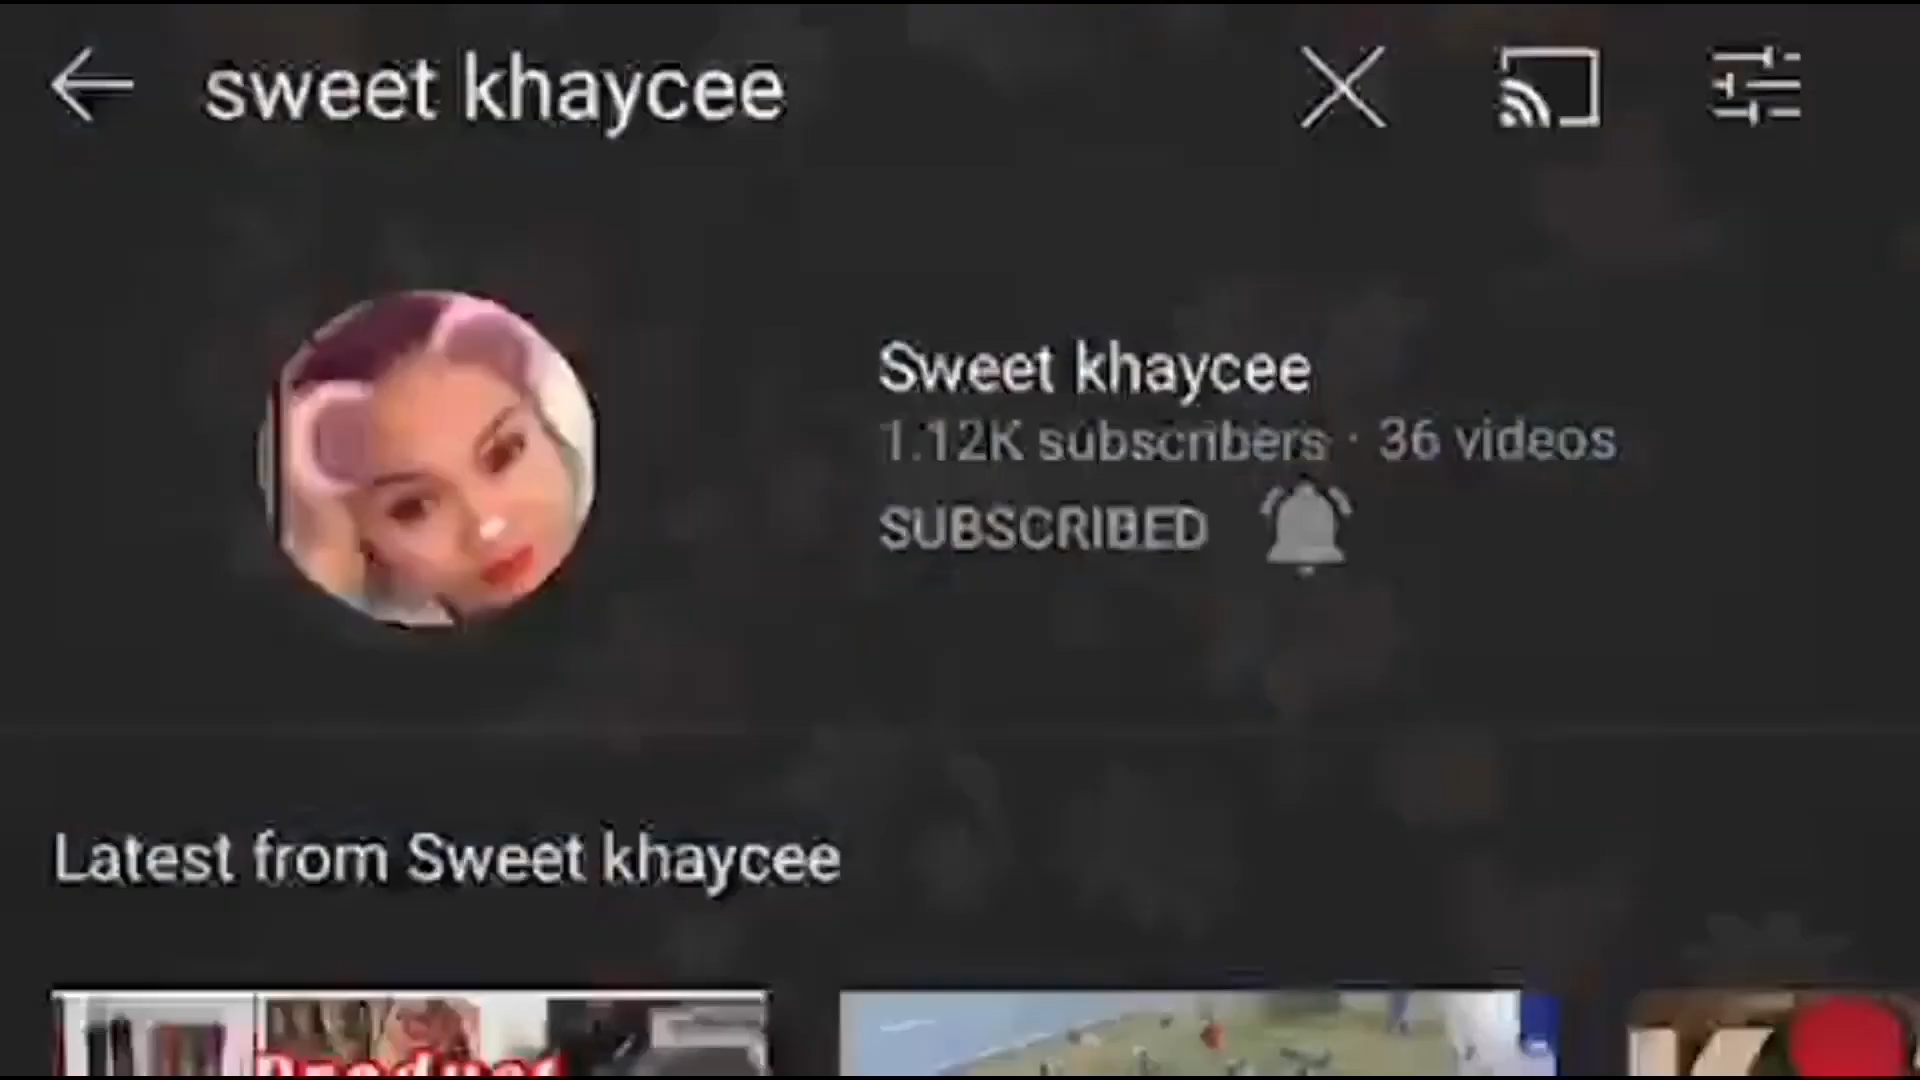 sweet khaycee
Sweet khaycee
1.12K subscribers · 36 videos
SUBSCRIBED
Latest from Sweet khaycee